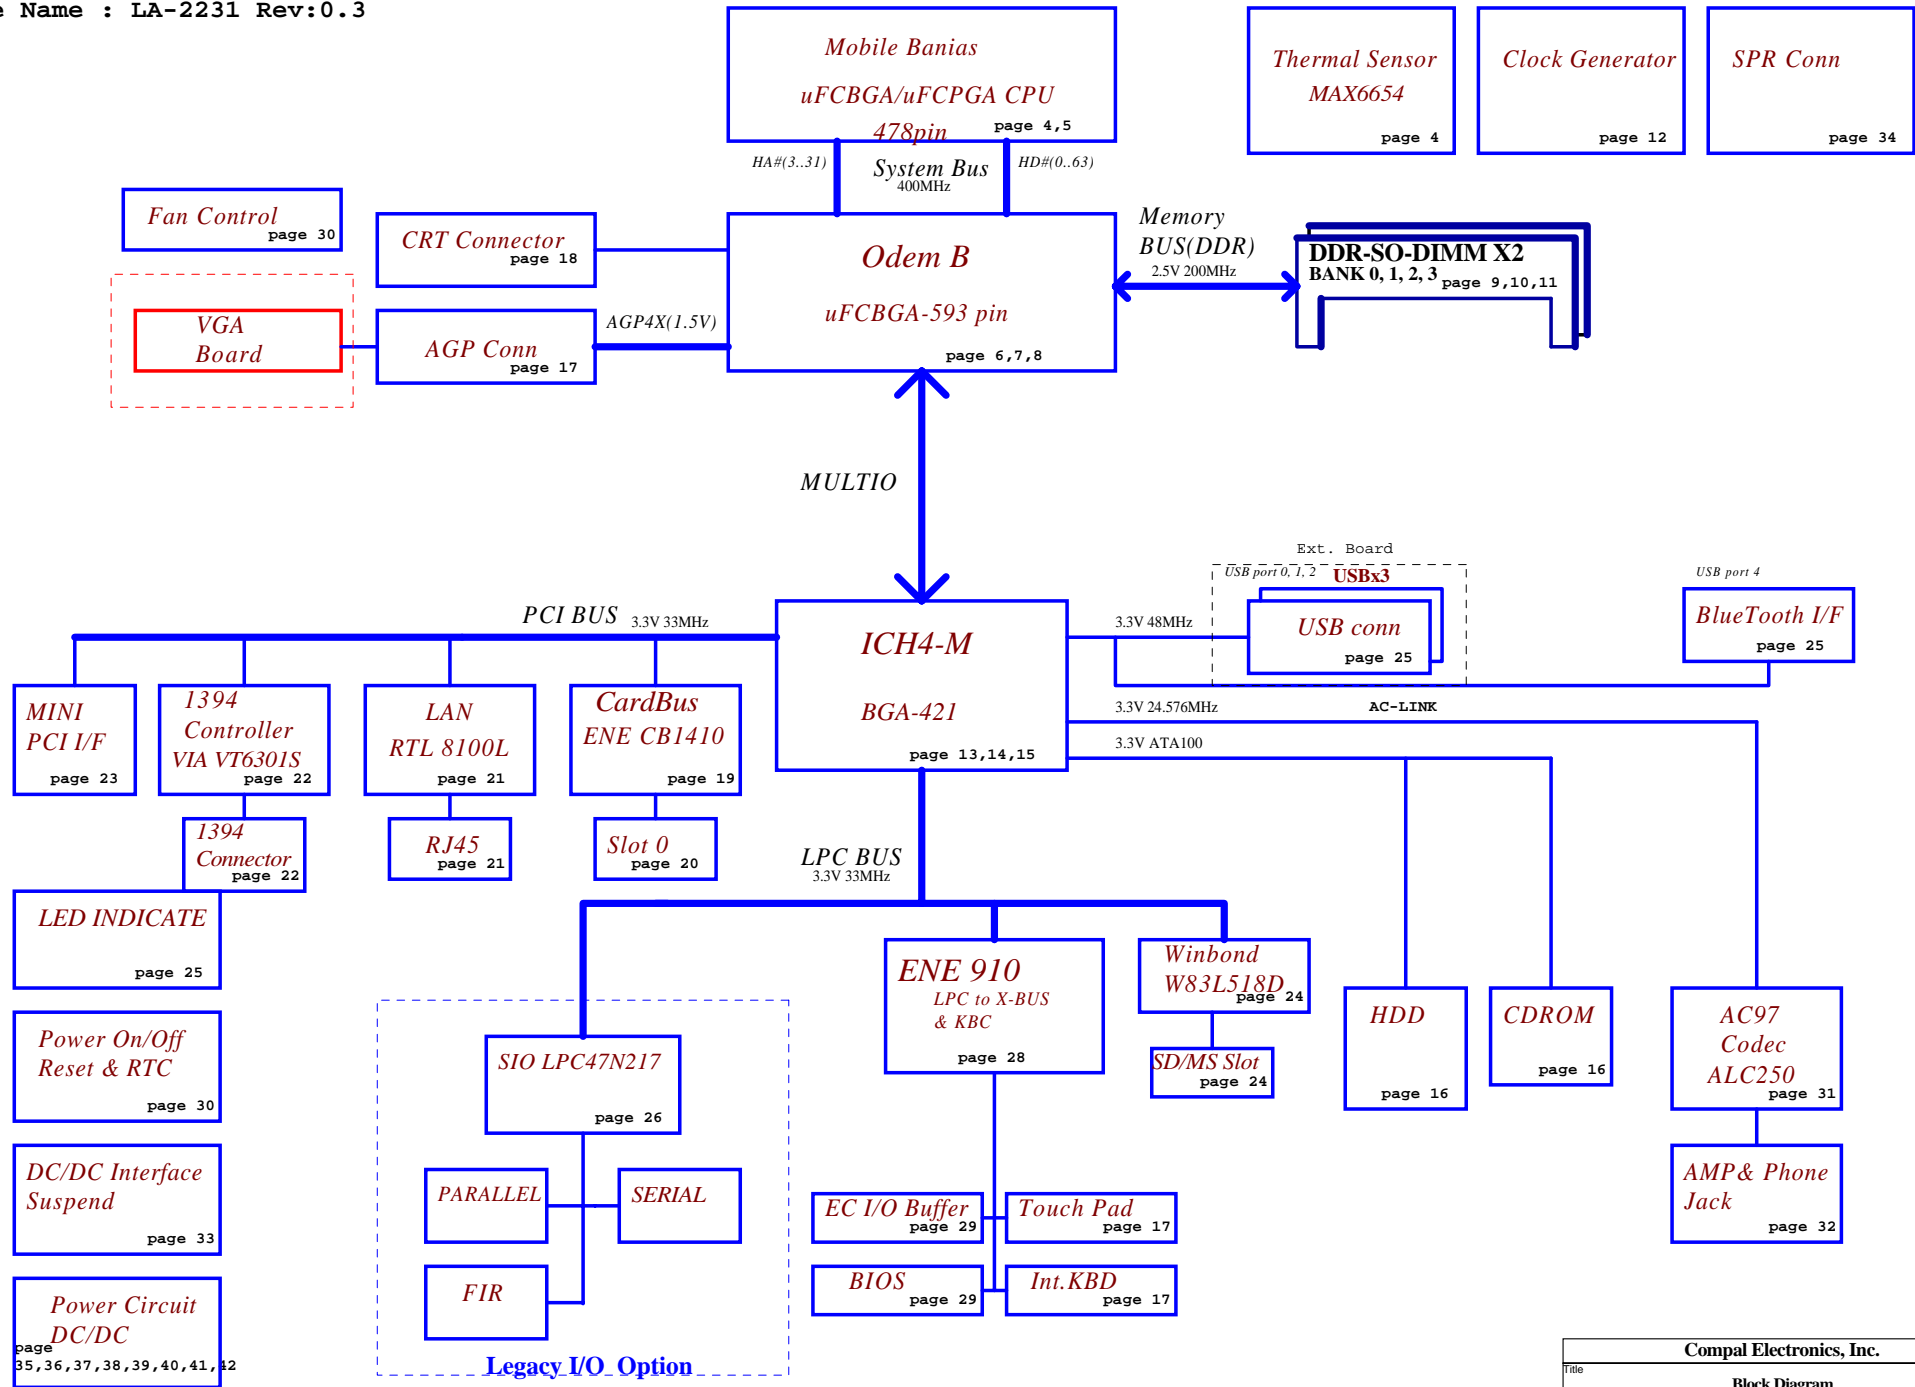 e Name : LA-2231 Rev:0.3
Mobile Banias
uFCBGA/uFCPGA CPU
478pin
page 4,5
Thermal Sensor
MAX6654
page 4
Clock Generator
page 12
SPR Conn
page 34
HA#(3..31)
System Bus
400MHz
HD#(0..63)
Fan Control
page 30
CRT Connector
page 18
VGA
Board
AGP Conn
page 17
AGP4X(1.5V)
Odem B
uFCBGA-593 pin
page 6,7,8
Memory
BUS(DDR)
2.5V 200MHz
DDR-SO-DIMM X2
BANK 0, 1, 2, 3
page 9,10,11
MULTIO
PCI BUS
3.3V 33MHz
ICH4-M
BGA-421
page 13,14,15
Ext. Board
USB port 0, 1, 2
USBx3
3.3V 48MHz
USB conn
page 25
USB port 4
BlueTooth I/F
page 25
3.3V 24.576MHz
AC-LINK
3.3V ATA100
MINI
PCI I/F
page 23
1394
Controller
VIA VT6301S
page 22
LAN
RTL 8100L
page 21
CardBus
ENE CB1410
page 19
1394
Connector
page 22
RJ45
page 21
Slot 0
page 20
LPC BUS
3.3V 33MHz
LED INDICATE
page 25
Power On/Off
Reset & RTC
page 30
DC/DC Interface
Suspend
page 33
Power Circuit
DC/DC
page
35,36,37,38,39,40,41,42
SIO LPC47N217
page 26
PARALLEL
SERIAL
FIR
Legacy I/O Option
ENE 910
LPC to X-BUS
& KBC
page 28
Winbond
W83L518D
page 24
SD/MS Slot
page 24
EC I/O Buffer
page 29
Touch Pad
page 17
BIOS
page 29
Int.KBD
page 17
HDD
page 16
CDROM
page 16
AC97
Codec
ALC250
page 31
AMP& Phone
Jack
page 32
Compal Electronics, Inc.
Title
Block Diagram